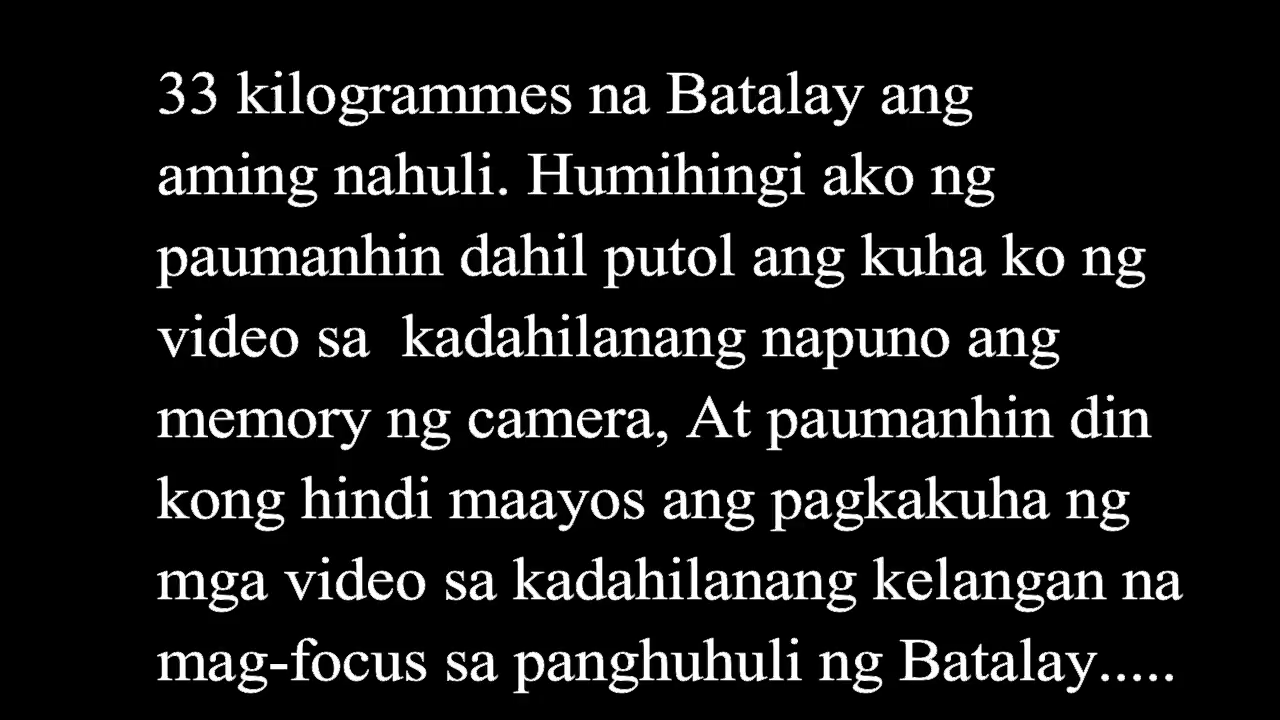 33 kilogrammes na Batalay ang
aming nahuli. Humihingi ako ng
paumanhin dahil putol ang kuha ko ng
video sa  kadahilanang napuno ang
memory ng camera, At paumanhin din
kong hindi maayos ang pagkakuha ng
mga video sa kadahilanang kelangan na
mag-focus sa panghuhuli ng Batalay.....